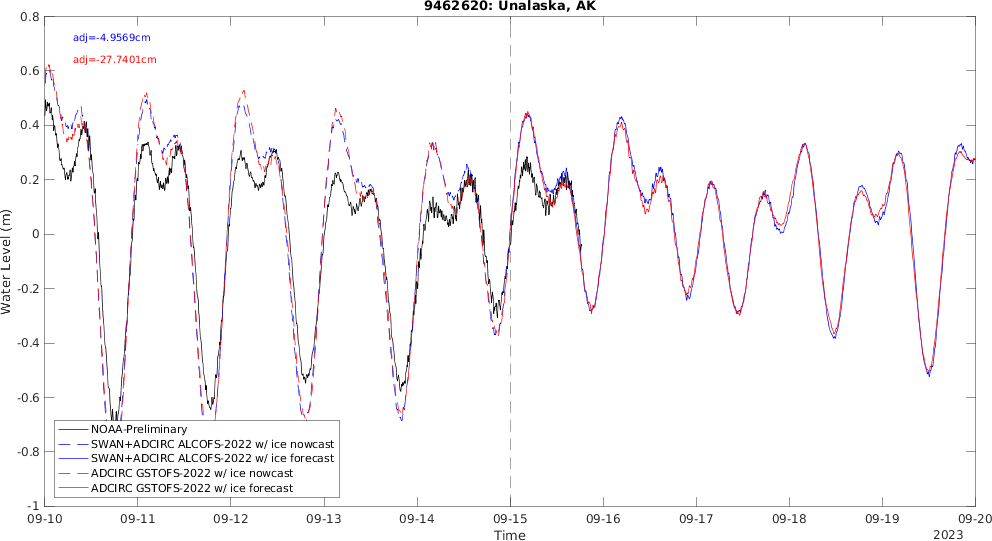 9462620: Unalaska, AK
adj=-4.9569cm
adj=-27.7401cm
Water Level (m)
0.8
0.6
0.4
0.2
0
-0.2
-0.4
-0.6
-0.8
-1
NOAA-Preliminary
SWAN+ADCIRC ALCOFS-2022 w/ ice nowcast
SWAN+ADCIRC ALCOFS-2022 w/ ice forecast
ADCIRC GSTOFS-2022 w/ ice nowcast
ADCIRC GSTOFS-2022 w/ ice forecast
09-10 09-11 09-12 09-13 09-14 09-15 09-16 09-17 09-18 09-19 09-20
Time
2023